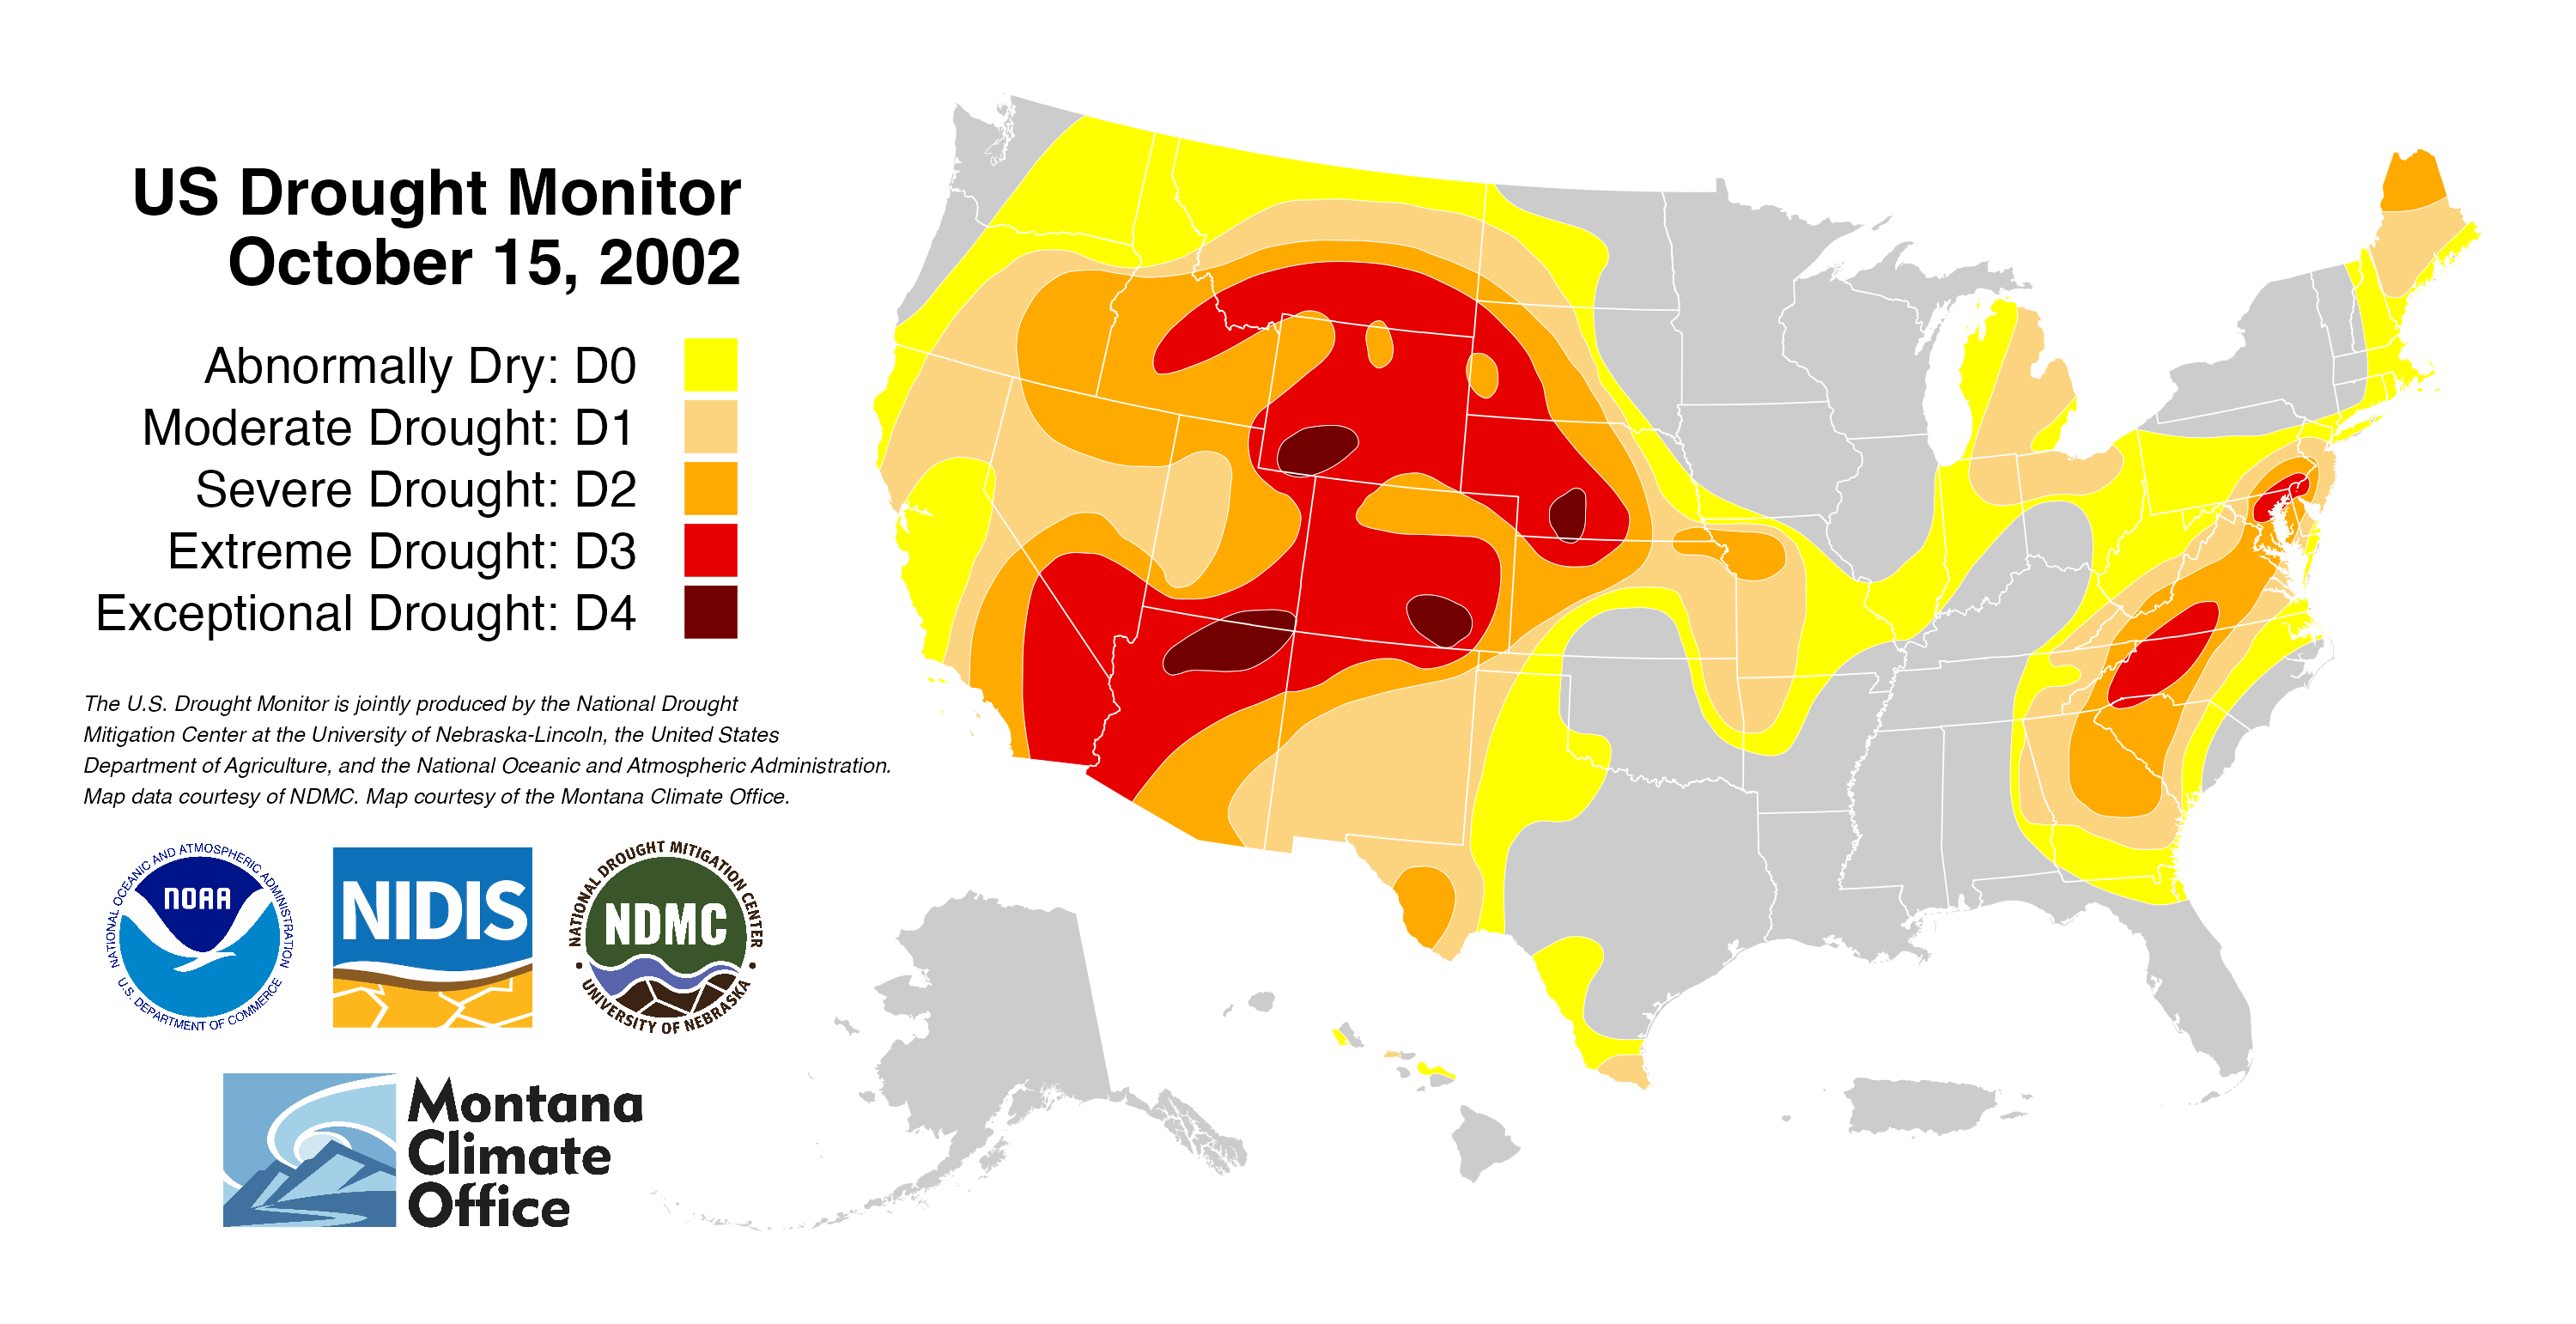 US Drought Monitor
October 15, 2002
Abnormally Dry: D0
Moderate Drought: D1
Severe Drought: D2
Extreme Drought: D3
Exceptional Drought: D4
The U.S. Drought Monitor is jointly produced by the National Drought
Mitigation Center at the University of Nebraska-Lincoln, the United States
Department of Agriculture, and the National Oceanic and Atmospheric Administration.
Map data courtesy of NDMC. Map courtesy of the Montana Climate Office.
NATIONAL OCEANIC AND ATMOSPHERIC ADMINISTRATION
NOAA
U.S. DEPARTMENT OF COMMERCE
NIDIS
NATIONAL DROUGHT MITIGATION CENTER
NDMC
UNIVERSITY OF NEBRASKA
Montana
Climate
Office